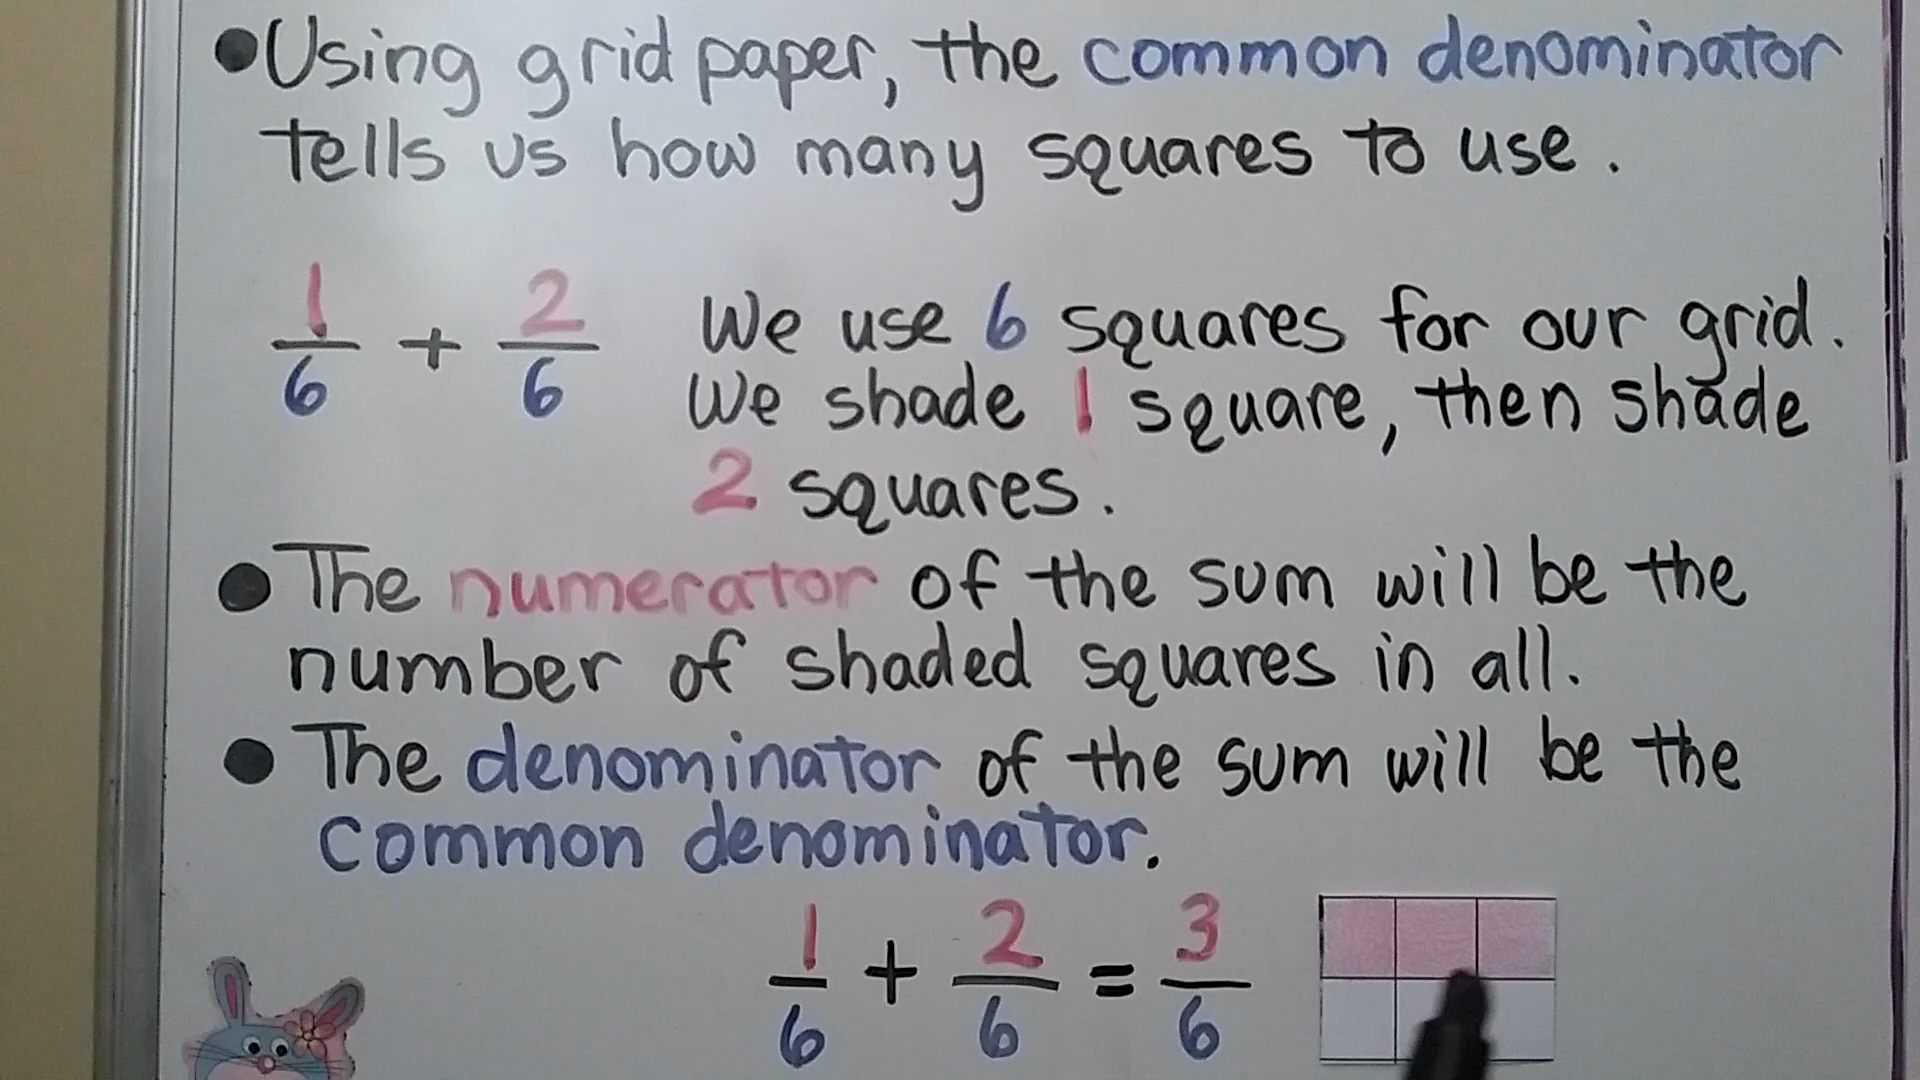 ●Using grid paper, the common denominator
tells us how many squares to use.
1/6 + 2/6 We use 6 squares for our grid.
We shade 1 square, then shade
2 squares.
● The numerator of the sum will be the
number of shaded squares in all.
● The denominator of the sum will be the
common denominator.
1/6 + 2/6 = 3/6